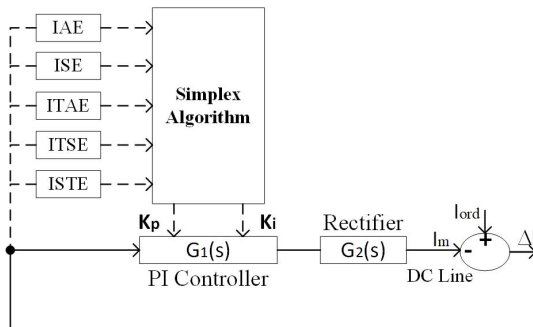 IAE
ISE
ITAE
ITSE
ISTE
Simplex
Algorithm
Kp
Ki
G1(s)
PI Controller
Rectifier
G2(s)
Im
DC Line
Iord
+
-
Δ